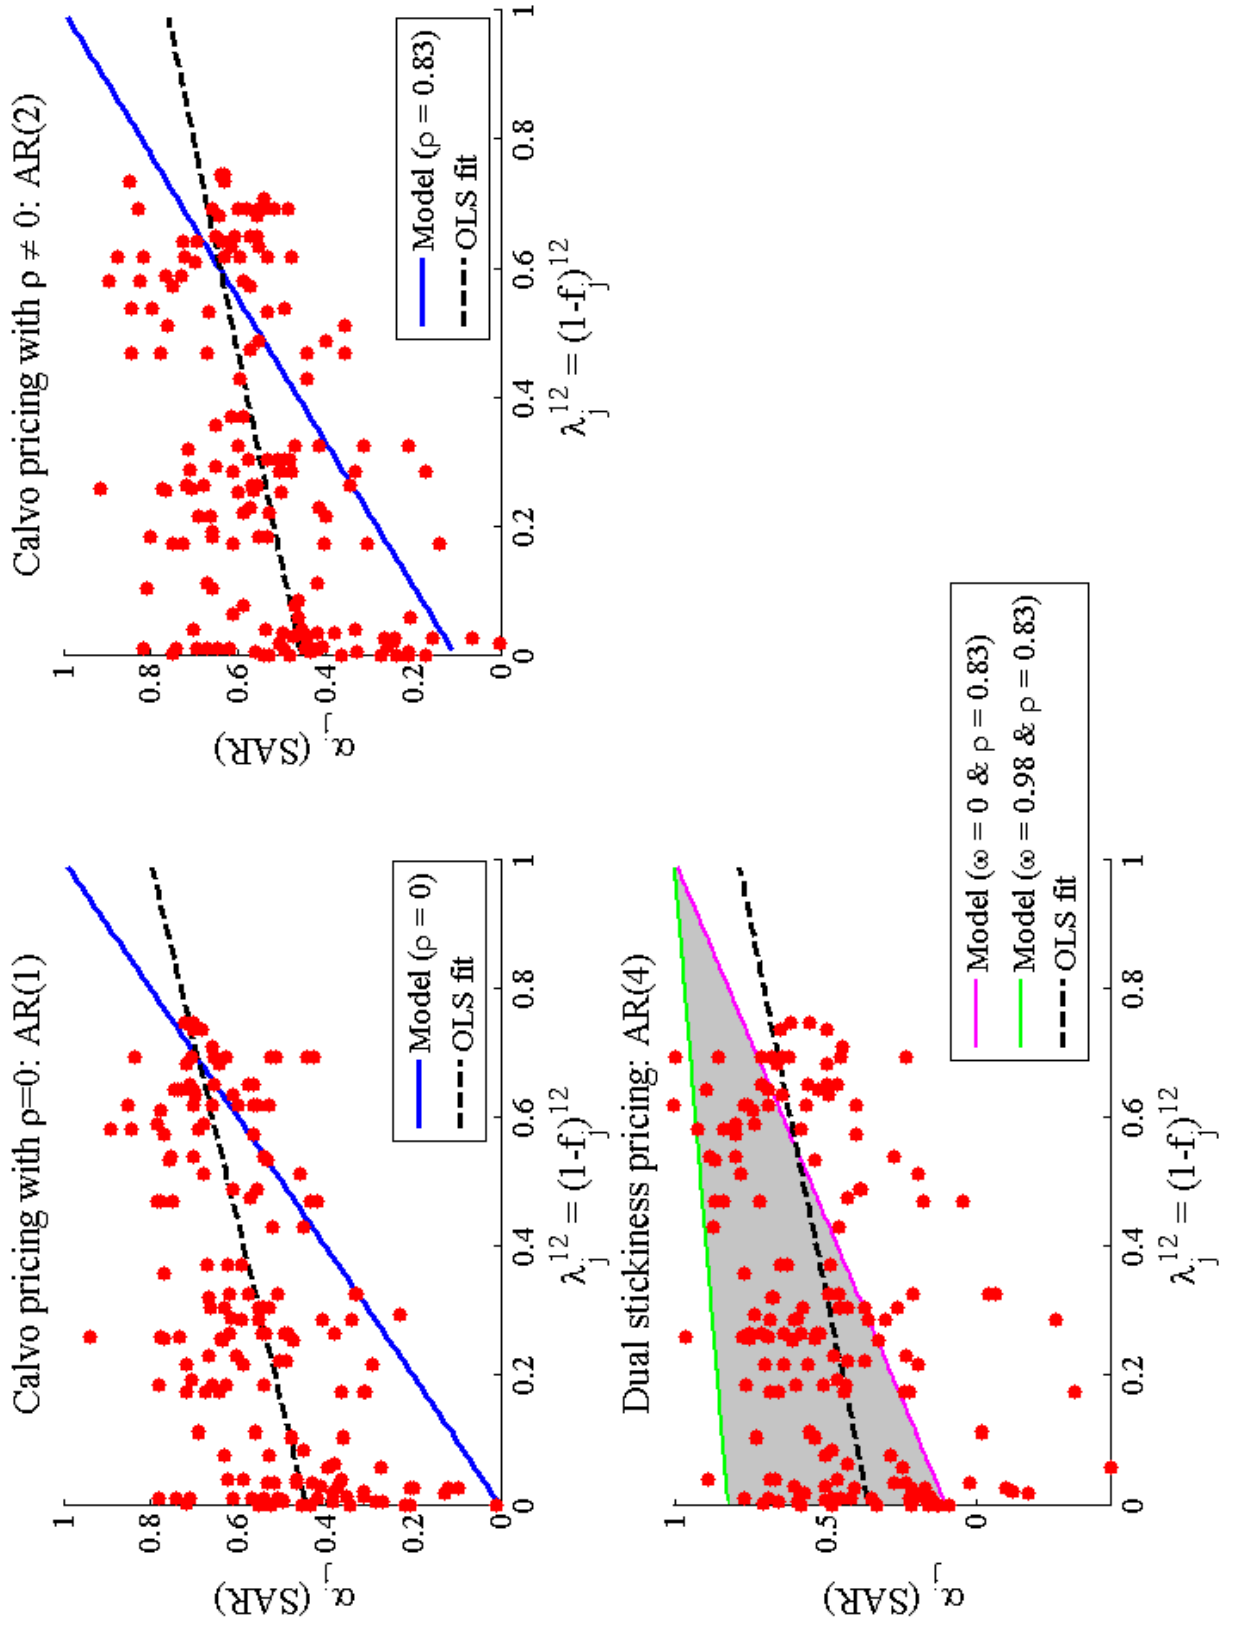 Calvo pricing with ρ=0: AR(1)
α_j (SAR)
1
0.8
0.6
0.4
0.2
0
0 0.2 0.4 0.6 0.8 1
λ_j^12 = (1-f_j)^12
Model (ρ = 0)
OLS fit
Calvo pricing with ρ ≠ 0: AR(2)
α_j (SAR)
1
0.8
0.6
0.4
0.2
0
0 0.2 0.4 0.6 0.8 1
λ_j^12 = (1-f_j)^12
Model (ρ = 0.83)
OLS fit
Dual stickiness pricing: AR(4)
α_j (SAR)
1
0.5
0
0 0.2 0.4 0.6 0.8 1
λ_j^12 = (1-f_j)^12
Model (ω = 0 & ρ = 0.83)
Model (ω = 0.98 & ρ = 0.83)
OLS fit